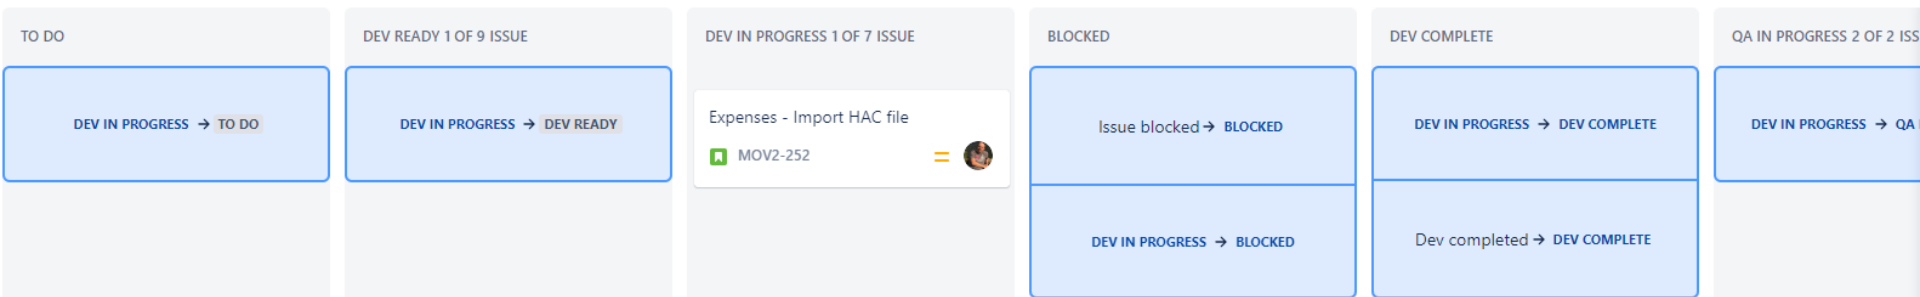 TO DO
DEV READY 1 OF 9 ISSUE
DEV IN PROGRESS 1 OF 7 ISSUE
BLOCKED
DEV COMPLETE
QA IN PROGRESS 2 OF 2 ISS
DEV IN PROGRESS → TO DO
DEV IN PROGRESS → DEV READY
Expenses - Import HAC file
MOV2-252
Issue blocked → BLOCKED
DEV IN PROGRESS → BLOCKED
DEV IN PROGRESS → DEV COMPLETE
Dev completed → DEV COMPLETE
DEV IN PROGRESS → QA